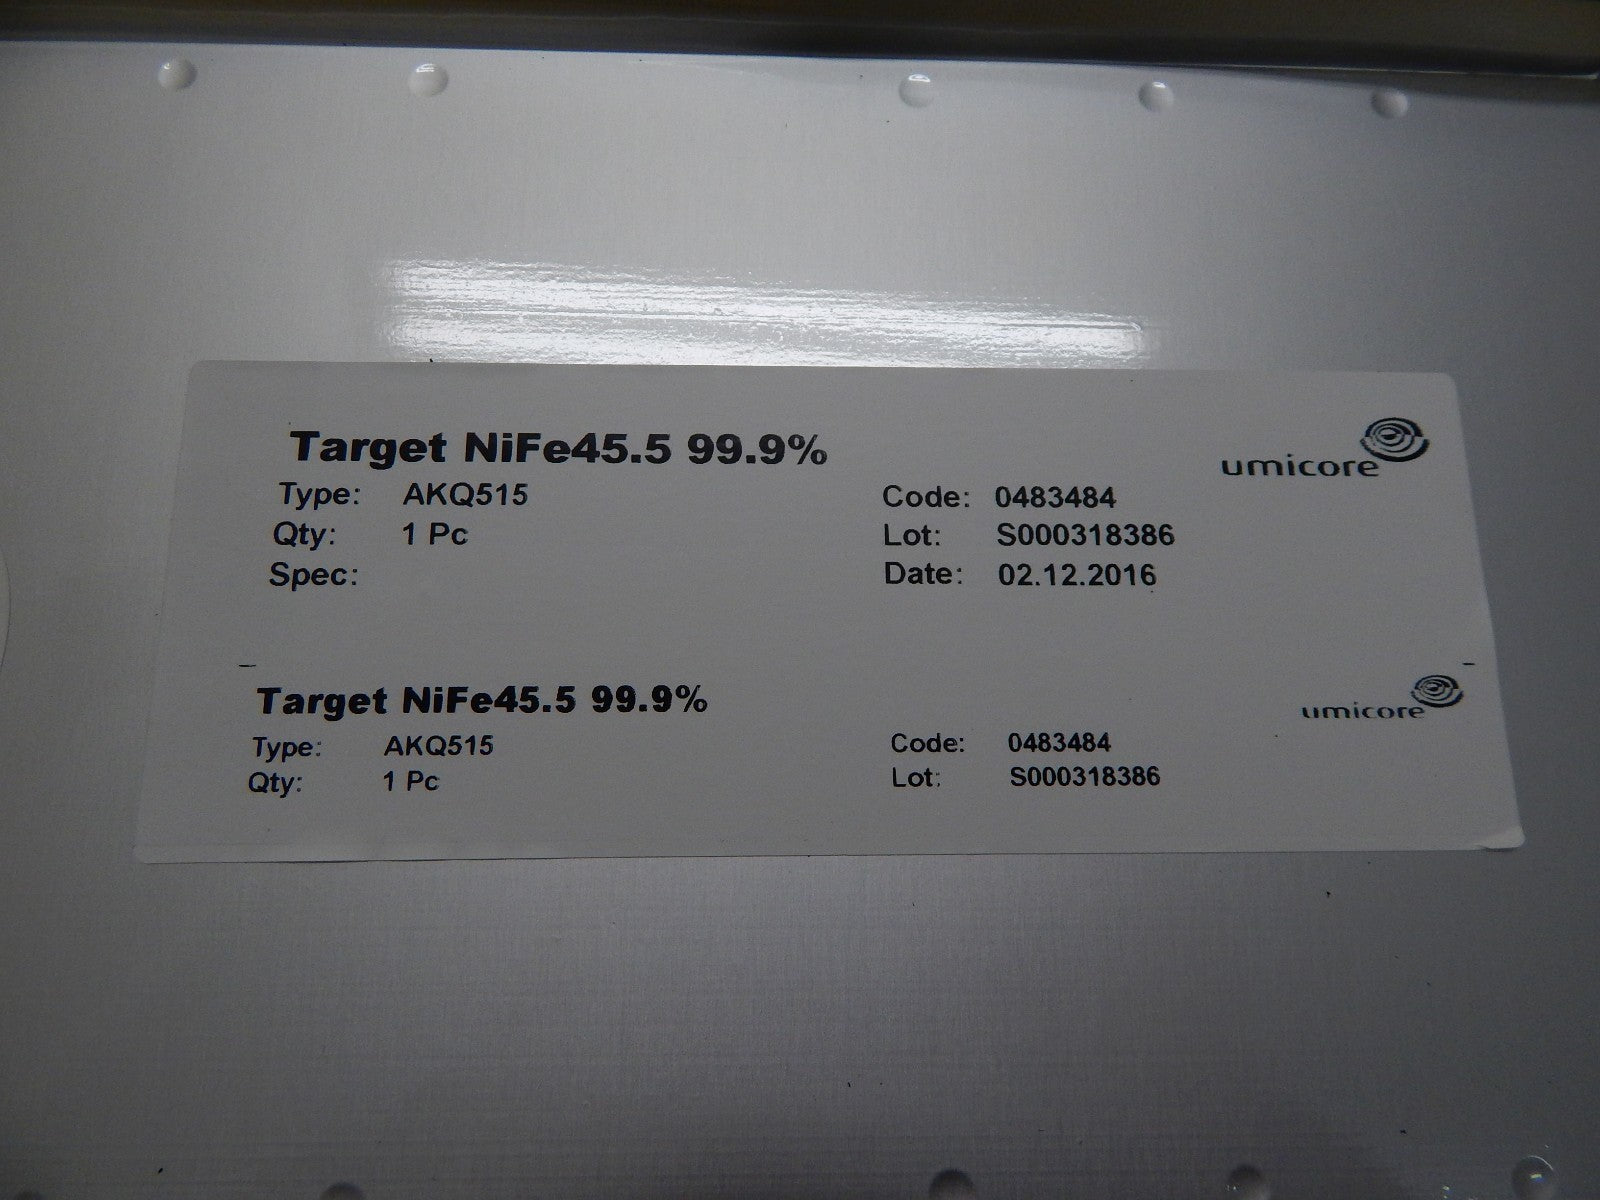 Target NiFe45.5 99.9%
umicore
Type: AKQ515 Code: 0483484
Qty: 1 Pc Lot: S000318386
Spec: Date: 02.12.2016
Target NiFe45.5 99.9%
umicore
Type: AKQ515 Code: 0483484
Qty: 1 Pc Lot: S000318386